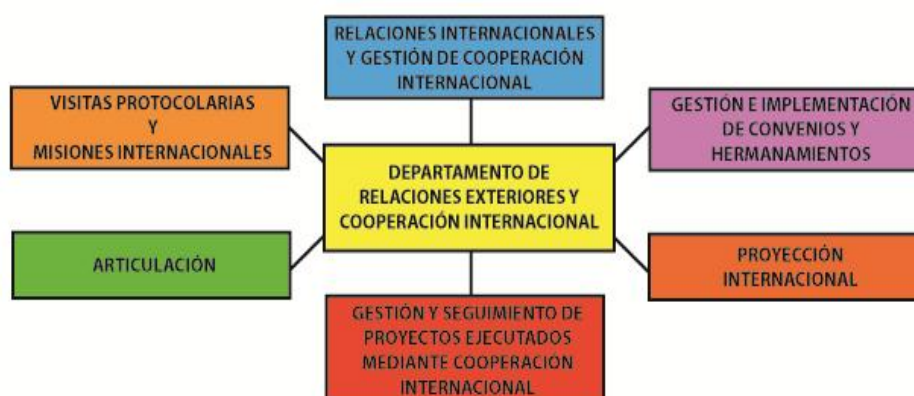 RELACIONES INTERNACIONALES
Y GESTIÓN DE COOPERACIÓN
INTERNACIONAL
VISITAS PROTOCOLARIAS
Y
MISIONES INTERNACIONALES
GESTIÓN E IMPLEMENTACIÓN
DE CONVENIOS Y
HERMANAMIENTOS
DEPARTAMENTO DE
RELACIONES EXTERIORES Y
COOPERACIÓN INTERNACIONAL
ARTICULACIÓN
PROYECCIÓN
INTERNACIONAL
GESTIÓN Y SEGUIMIENTO DE
PROYECTOS EJECUTADOS
MEDIANTE COOPERACIÓN
INTERNACIONAL